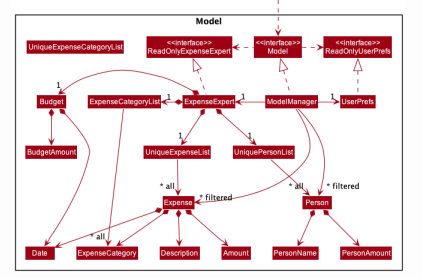 Model
UniqueExpenseCategoryList
<<interface>>
ReadOnlyExpenseExpert
<<interface>>
Model
<<interface>>
ReadOnlyUserPrefs
1
1
1
1
Budget
ExpenseCategoryList
ExpenseExpert
ModelManager
UserPrefs
1
1
BudgetAmount
UniqueExpenseList
UniquePersonList
* all
* filtered
* all
* filtered
Expense
Person
* all
Date
ExpenseCategory
Description
Amount
PersonName
PersonAmount